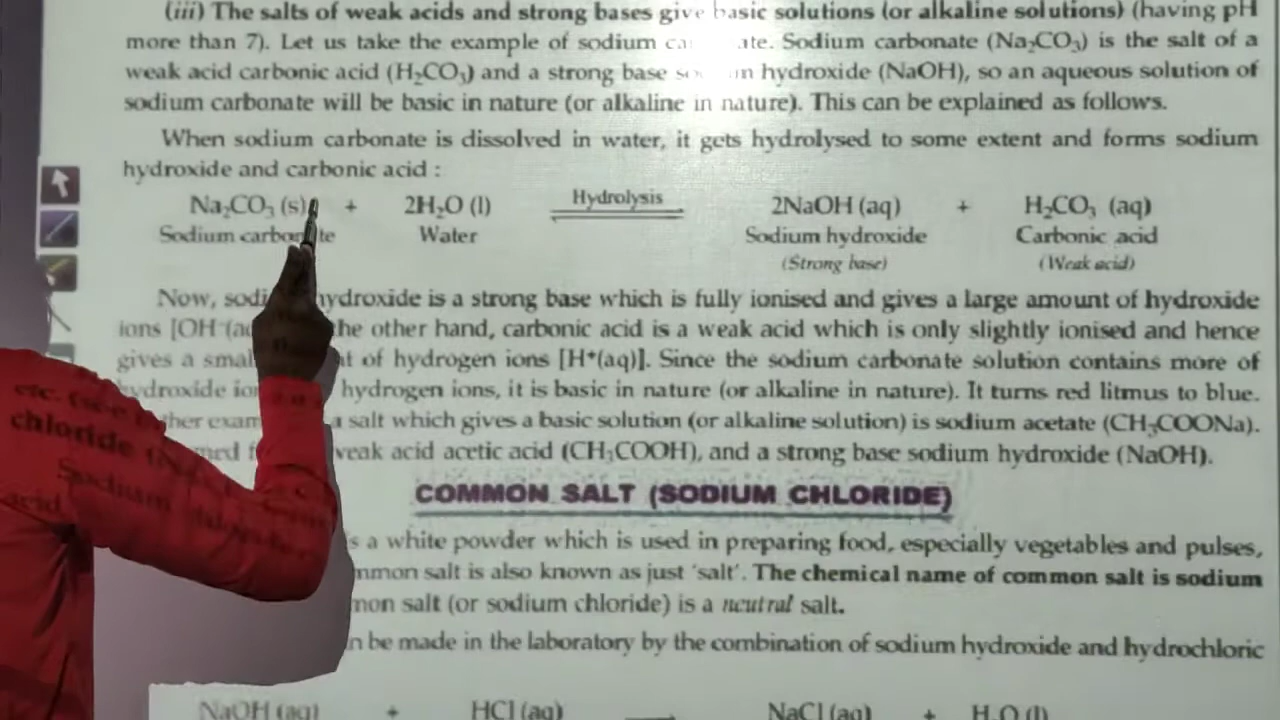 (iii) The salts of weak acids and strong bases give basic solutions (or alkaline solutions) (having pH
more than 7). Let us take the example of sodium ate. Sodium carbonate (Na₂CO₃) is the salt of a
weak acid carbonic acid (H₂CO₃) and a strong base hydroxide (NaOH), so an aqueous solution of
sodium carbonate will be basic in nature (or alkaline in nature). This can be explained as follows.
When sodium carbonate is dissolved in water, it gets hydrolysed to some extent and forms sodium
hydroxide and carbonic acid :
Na₂CO₃ (s) + 2H₂O (l) Hydrolysis 2NaOH (aq) + H₂CO₃ (aq)
Sodium carbonate Water Sodium hydroxide Carbonic acid
(Strong base) (Weak acid)
Now, hydroxide is a strong base which is fully ionised and gives a large amount of hydroxide
ions [OH⁻ he other hand, carbonic acid is a weak acid which is only slightly ionised and hence
gives a small of hydrogen ions [H⁺(aq)]. Since the sodium carbonate solution contains more of
ydroxide hydrogen ions, it is basic in nature (or alkaline in nature). It turns red litmus to blue.
her exam a salt which gives a basic solution (or alkaline solution) is sodium acetate (CH₃COONa).
weak acid acetic acid (CH₃COOH), and a strong base sodium hydroxide (NaOH).
chloride
Sodium
acid
COMMON SALT (SODIUM CHLORIDE)
s a white powder which is used in preparing food, especially vegetables and pulses,
mmon salt is also known as just 'salt'. The chemical name of common salt is sodium
mon salt (or sodium chloride) is a neutral salt.
n be made in the laboratory by the combination of sodium hydroxide and hydrochloric
NaOH (aq) + HCl (aq) → NaCl (aq) + H₂O (l)